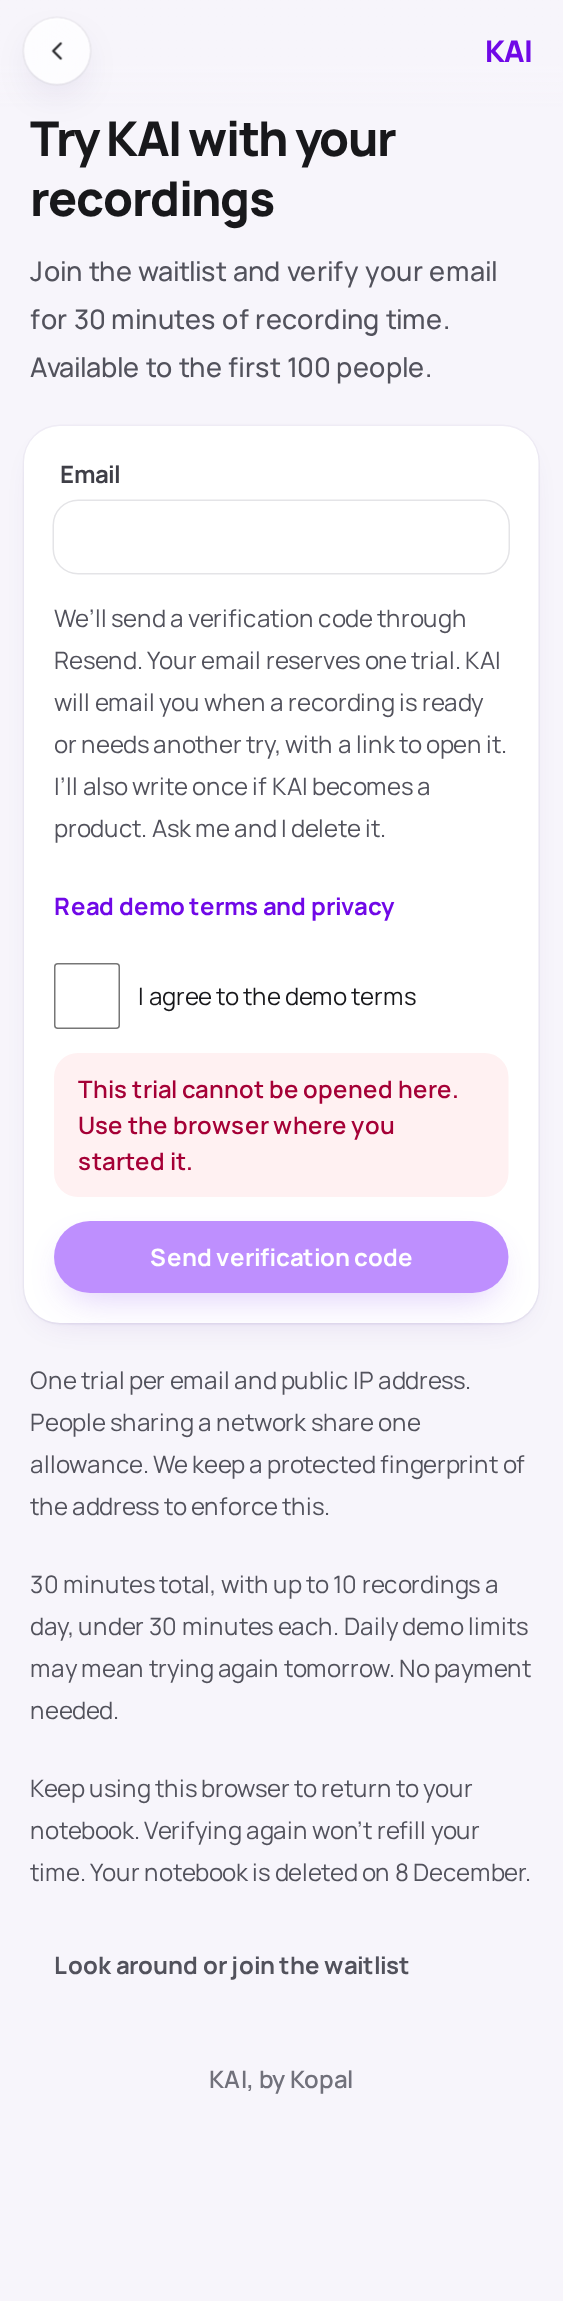 KAI
Try KAI with your
recordings
Join the waitlist and verify your email
for 30 minutes of recording time.
Available to the first 100 people.
Email
We’ll send a verification code through
Resend. Your email reserves one trial. KAI
will email you when a recording is ready
or needs another try, with a link to open it.
I’ll also write once if KAI becomes a
product. Ask me and I delete it.
Read demo terms and privacy
I agree to the demo terms
This trial cannot be opened here.
Use the browser where you
started it.
Send verification code
One trial per email and public IP address.
People sharing a network share one
allowance. We keep a protected fingerprint of
the address to enforce this.
30 minutes total, with up to 10 recordings a
day, under 30 minutes each. Daily demo limits
may mean trying again tomorrow. No payment
needed.
Keep using this browser to return to your
notebook. Verifying again won’t refill your
time. Your notebook is deleted on 8 December.
Look around or join the waitlist
KAI, by Kopal